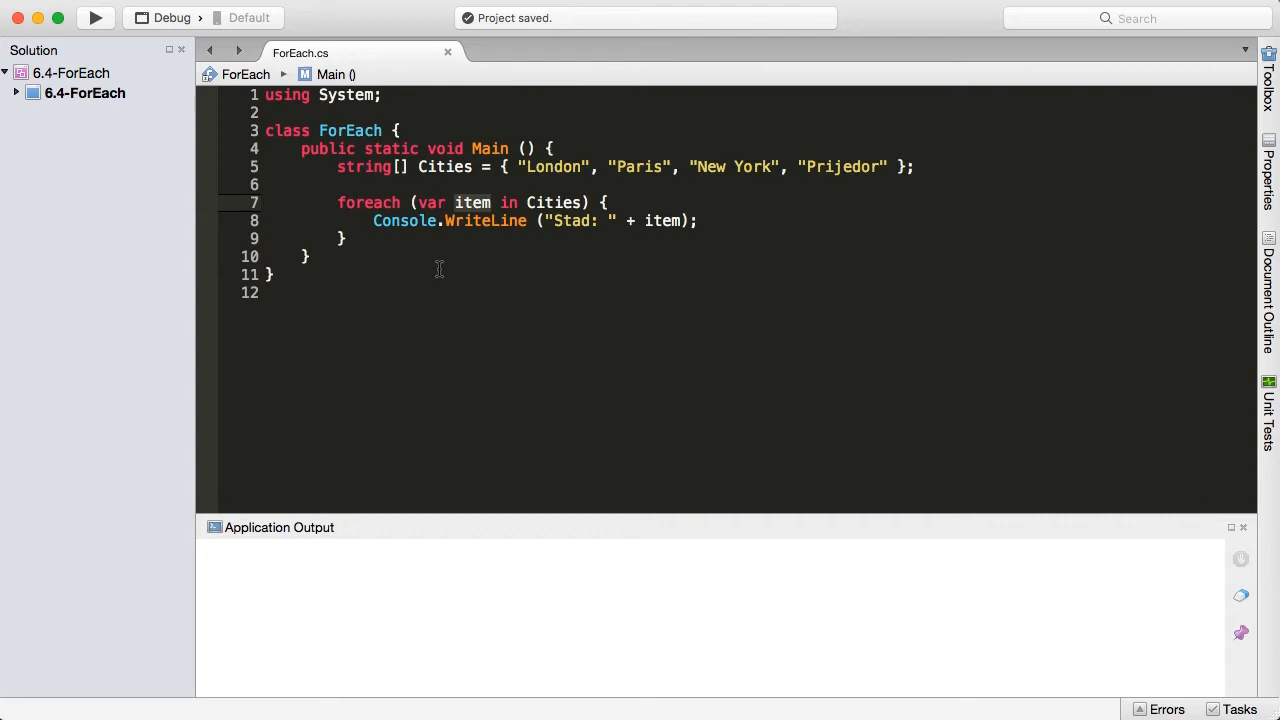 Debug > Default
Project saved.
Search
Solution
6.4-ForEach
6.4-ForEach
ForEach.cs
ForEach ▸ M Main ()
1 using System;
2
3 class ForEach {
4 public static void Main () {
5 string[] Cities = { "London", "Paris", "New York", "Prijedor" };
6
7 foreach (var item in Cities) {
8 Console.WriteLine ("Stad: " + item);
9 }
10 }
11 }
12
Toolbox
Properties
Document Outline
Unit Tests
Application Output
Errors
Tasks